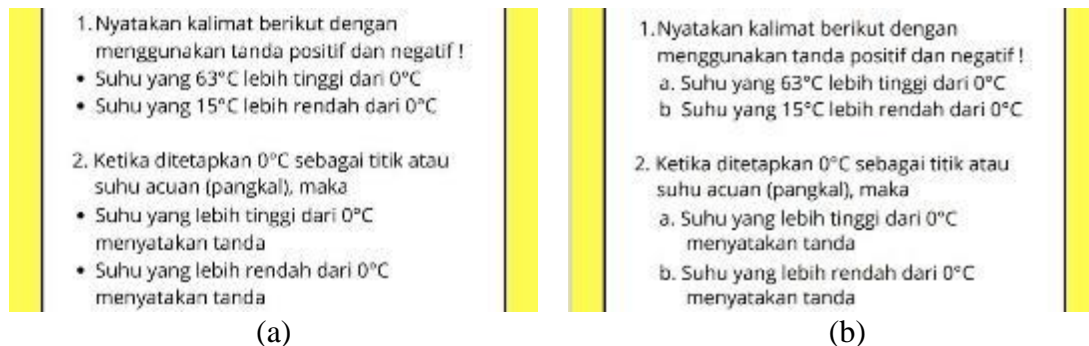 1.Nyatakan kalimat berikut dengan
menggunakan tanda positif dan negatif !
• Suhu yang 63°C lebih tinggi dari 0°C
• Suhu yang 15°C lebih rendah dari 0°C
2. Ketika ditetapkan 0°C sebagai titik atau
suhu acuan (pangkal), maka
• Suhu yang lebih tinggi dari 0°C
menyatakan tanda
• Suhu yang lebih rendah dari 0°C
menyatakan tanda
(a)
1.Nyatakan kalimat berikut dengan
menggunakan tanda positif dan negatif !
a. Suhu yang 63°C lebih tinggi dari 0°C
b Suhu yang 15°C lebih rendah dari 0°C
2. Ketika ditetapkan 0°C sebagai titik atau
suhu acuan (pangkal), maka
a. Suhu yang lebih tinggi dari 0°C
menyatakan tanda
b. Suhu yang lebih rendah dari 0°C
menyatakan tanda
(b)